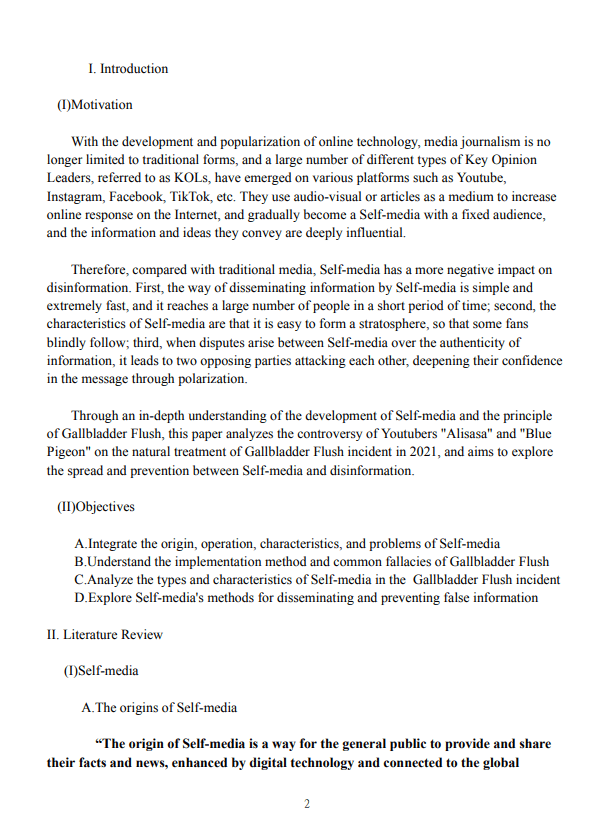 I. Introduction
(I)Motivation
With the development and popularization of online technology, media journalism is no
longer limited to traditional forms, and a large number of different types of Key Opinion
Leaders, referred to as KOLs, have emerged on various platforms such as Youtube,
Instagram, Facebook, TikTok, etc. They use audio-visual or articles as a medium to increase
online response on the Internet, and gradually become a Self-media with a fixed audience,
and the information and ideas they convey are deeply influential.
Therefore, compared with traditional media, Self-media has a more negative impact on
disinformation. First, the way of disseminating information by Self-media is simple and
extremely fast, and it reaches a large number of people in a short period of time; second, the
characteristics of Self-media are that it is easy to form a stratosphere, so that some fans
blindly follow; third, when disputes arise between Self-media over the authenticity of
information, it leads to two opposing parties attacking each other, deepening their confidence
in the message through polarization.
Through an in-depth understanding of the development of Self-media and the principle
of Gallbladder Flush, this paper analyzes the controversy of Youtubers "Alisasa" and "Blue
Pigeon" on the natural treatment of Gallbladder Flush incident in 2021, and aims to explore
the spread and prevention between Self-media and disinformation.
(II)Objectives
A.Integrate the origin, operation, characteristics, and problems of Self-media
B.Understand the implementation method and common fallacies of Gallbladder Flush
C.Analyze the types and characteristics of Self-media in the  Gallbladder Flush incident
D.Explore Self-media's methods for disseminating and preventing false information
II. Literature Review
(I)Self-media
A.The origins of Self-media
“The origin of Self-media is a way for the general public to provide and share
their facts and news, enhanced by digital technology and connected to the global
2